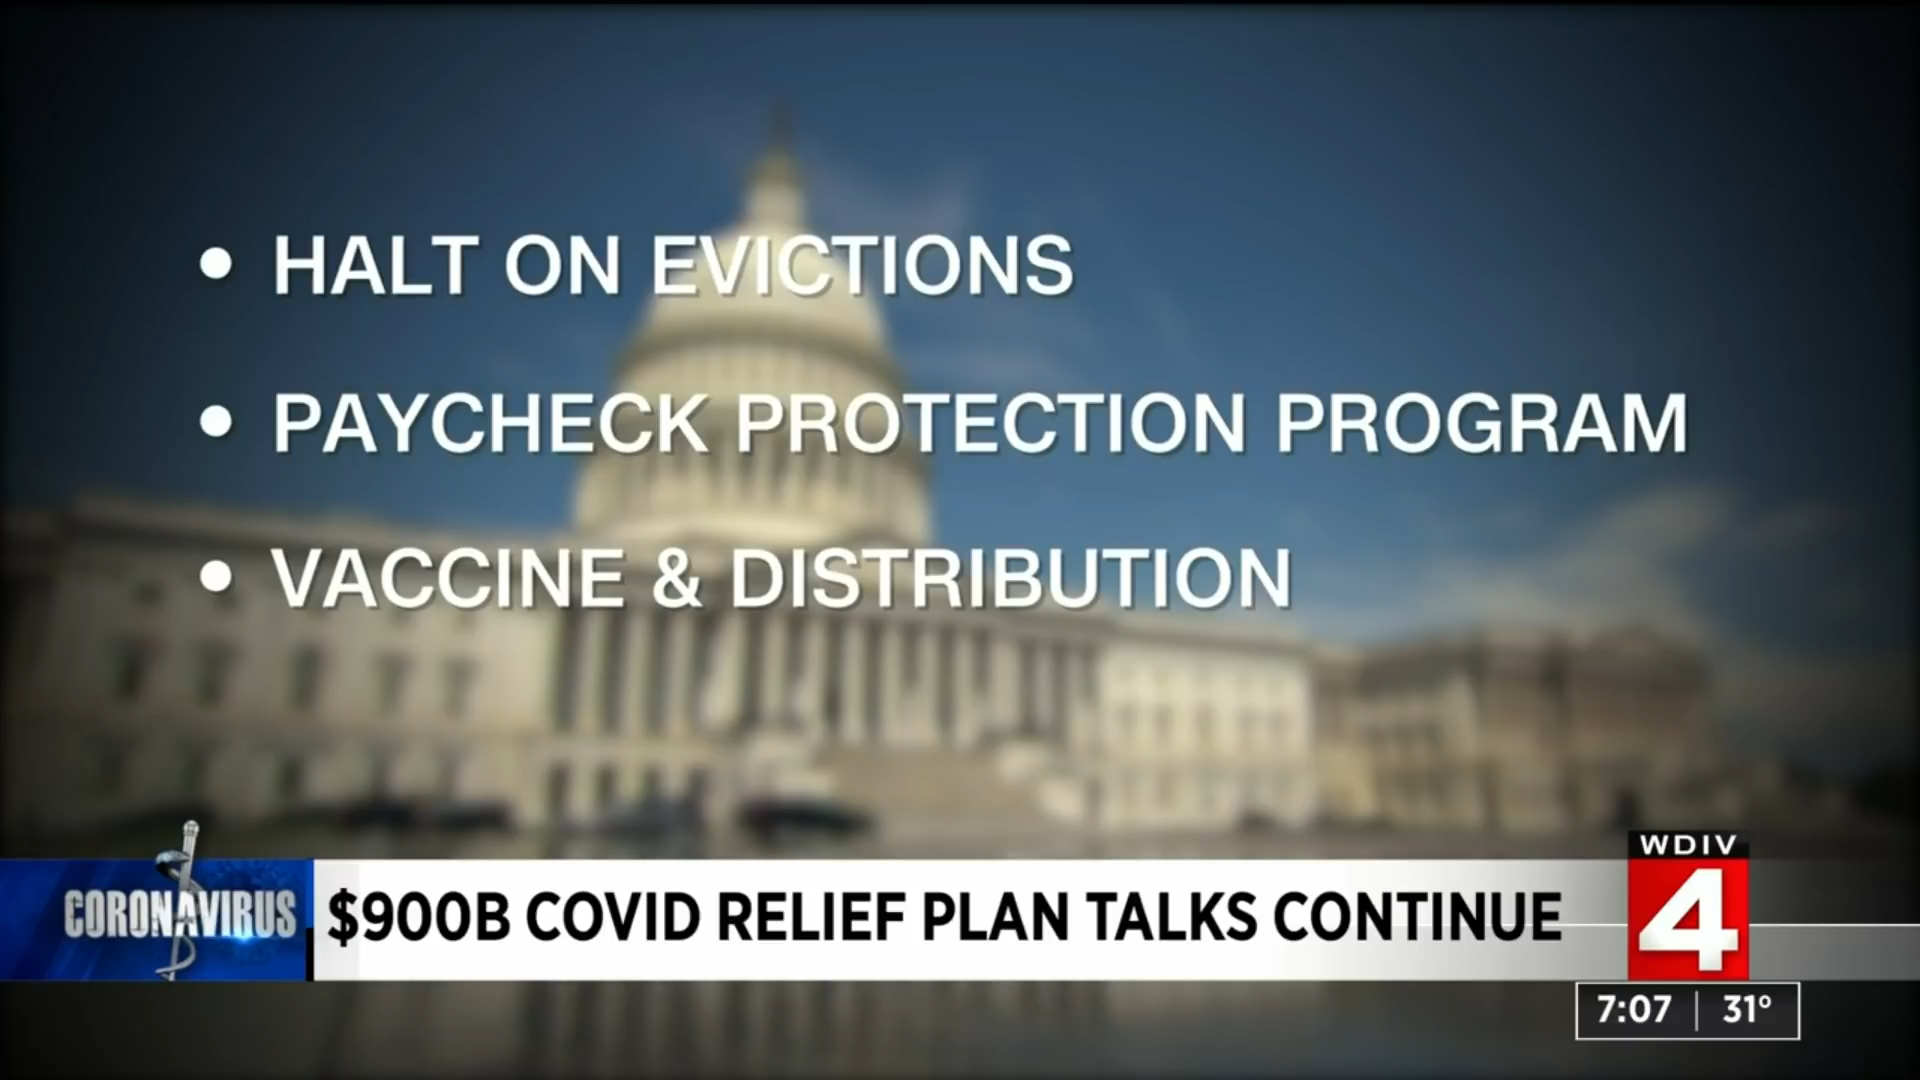 • HALT ON EVICTIONS
• PAYCHECK PROTECTION PROGRAM
• VACCINE & DISTRIBUTION
CORONAVIRUS
$900B COVID RELIEF PLAN TALKS CONTINUE
WDIV
4
7:07 | 31°